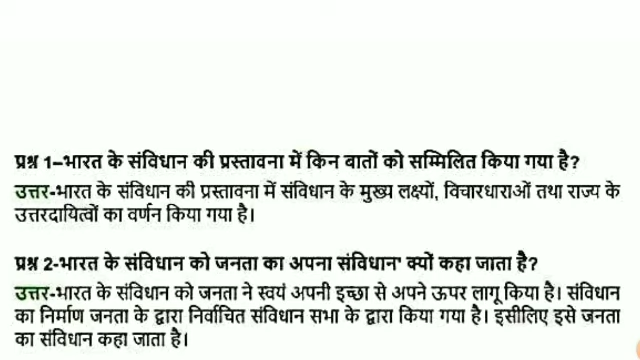 प्रश्न 1–भारत के संविधान की प्रस्तावना में किन बातों को सम्मिलित किया गया है?
उत्तर-भारत के संविधान की प्रस्तावना में संविधान के मुख्य लक्ष्यों, विचारधाराओं तथा राज्य के
उत्तरदायित्वों का वर्णन किया गया है।
प्रश्न 2-भारत के संविधान को जनता का अपना संविधान' क्यों कहा जाता है?
उत्तर-भारत के संविधान को जनता ने स्वयं अपनी इच्छा से अपने ऊपर लागू किया है। संविधान
का निर्माण जनता के द्वारा निर्वाचित संविधान सभा के द्वारा किया गया है। इसीलिए इसे जनता
का संविधान कहा जाता है।